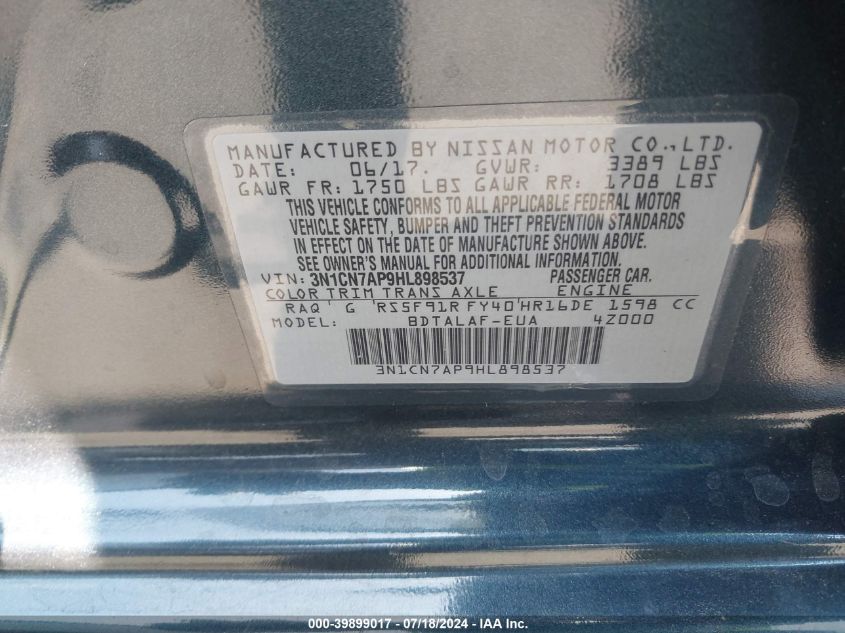 MANUFACTURED BY NISSAN MOTOR CO.,LTD.
DATE: 06/17. GVWR: 3389 LBS
GAWR FR: 1750 LBS GAWR RR: 1708 LBS
THIS VEHICLE CONFORMS TO ALL APPLICABLE FEDERAL MOTOR
VEHICLE SAFETY, BUMPER AND THEFT PREVENTION STANDARDS
IN EFFECT ON THE DATE OF MANUFACTURE SHOWN ABOVE.
SEE OWNER'S MANUAL FOR ADDITIONAL INFORMATION.
VIN: 3N1CN7AP9HL898537 PASSENGER CAR.
COLOR TRIM TRANS AXLE ENGINE
RAQ' G 'RS5F91R FY40'HR16DE 1598 CC
MODEL: BDTALAF-EUA 4Z000
3N1CN7AP9HL898537
000-39899017 / 07/18/2024 - COPART.COM